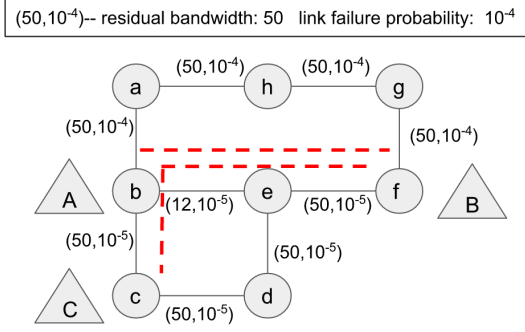 (50,10⁻⁴)-- residual bandwidth: 50 link failure probability: 10⁻⁴
(50,10⁻⁴) (50,10⁻⁴)
a h g
(50,10⁻⁴) (50,10⁻⁴)
A b e f B
(12,10⁻⁵) (50,10⁻⁵)
(50,10⁻⁵) (50,10⁻⁵)
C c d
(50,10⁻⁵)